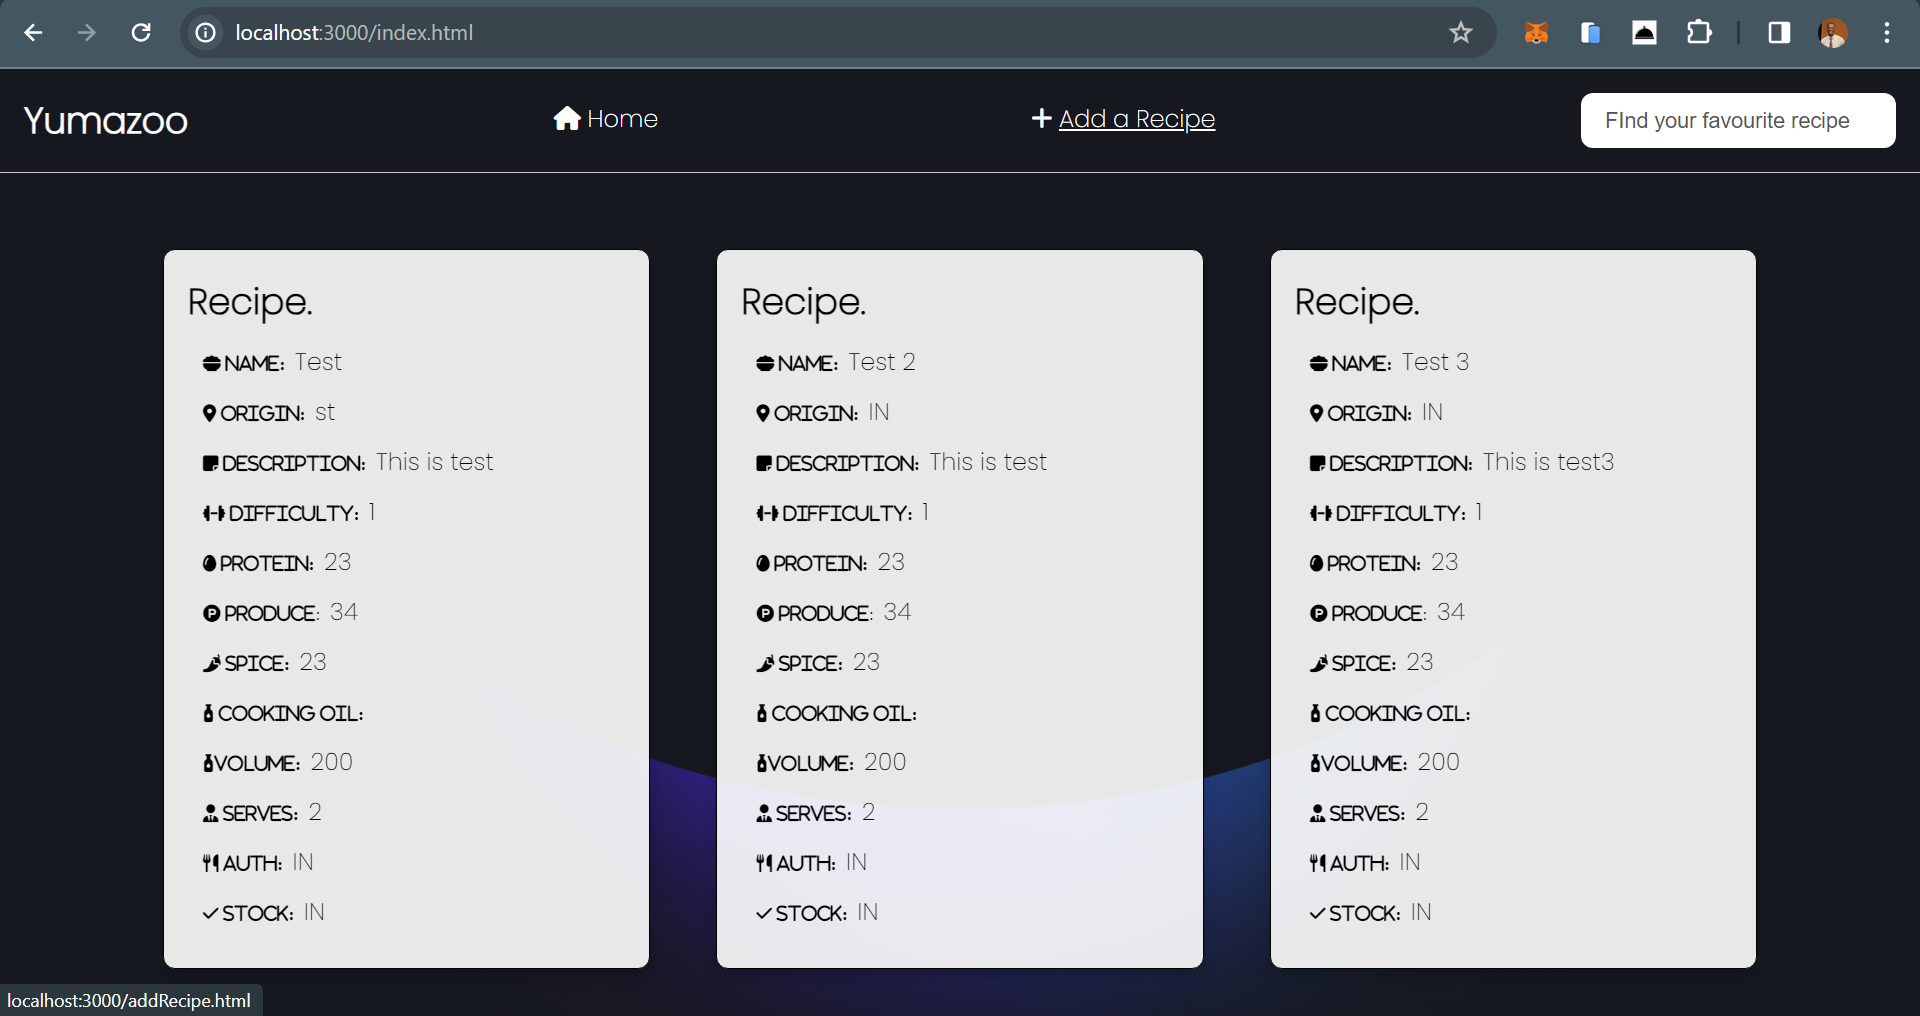 localhost:3000/index.html
Yumazoo
Home
Add a Recipe
FInd your favourite recipe
Recipe.
NAME: Test
ORIGIN: st
DESCRIPTION: This is test
DIFFICULTY: 1
PROTEIN: 23
PRODUCE: 34
SPICE: 23
COOKING OIL:
VOLUME: 200
SERVES: 2
AUTH: IN
STOCK: IN
Recipe.
NAME: Test 2
ORIGIN: IN
DESCRIPTION: This is test
DIFFICULTY: 1
PROTEIN: 23
PRODUCE: 34
SPICE: 23
COOKING OIL:
VOLUME: 200
SERVES: 2
AUTH: IN
STOCK: IN
Recipe.
NAME: Test 3
ORIGIN: IN
DESCRIPTION: This is test3
DIFFICULTY: 1
PROTEIN: 23
PRODUCE: 34
SPICE: 23
COOKING OIL:
VOLUME: 200
SERVES: 2
AUTH: IN
STOCK: IN
localhost:3000/addRecipe.html